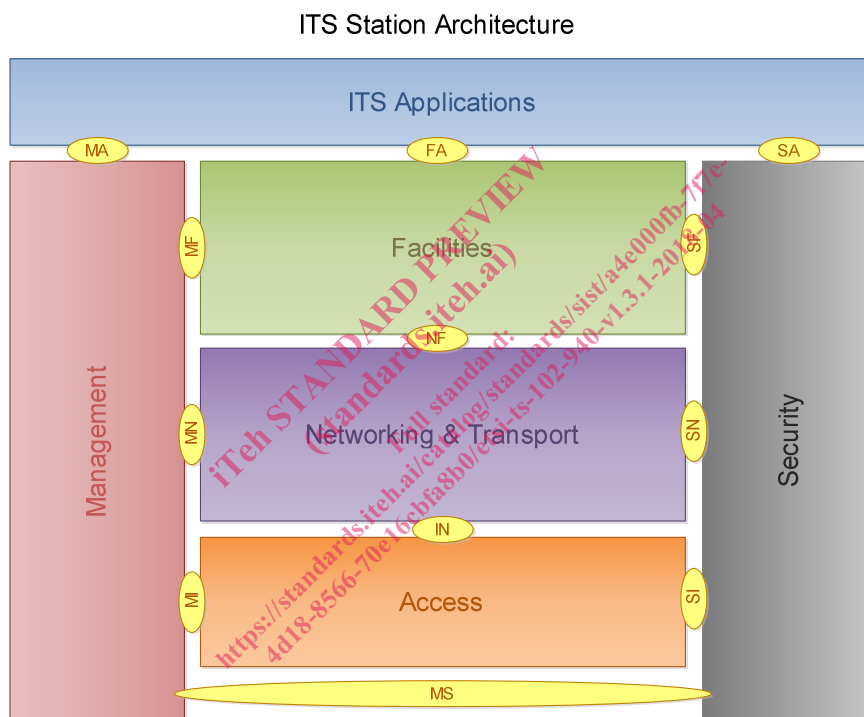 ITS Station Architecture
ITS Applications
MA
FA
SA
MF
Facilities
SF
NF
Management
MN
Networking & Transport
SN
Security
IN
MI
Access
SI
MS
iTeh STANDARD PREVIEW
(standards.iteh.ai)
Full standard:
https://standards.iteh.ai/catalog/standards/sist/a4e000fb-7f7e-
4d18-8566-70e16cbfa8b0/etsi-ts-102-940-v1.3.1-2018-04